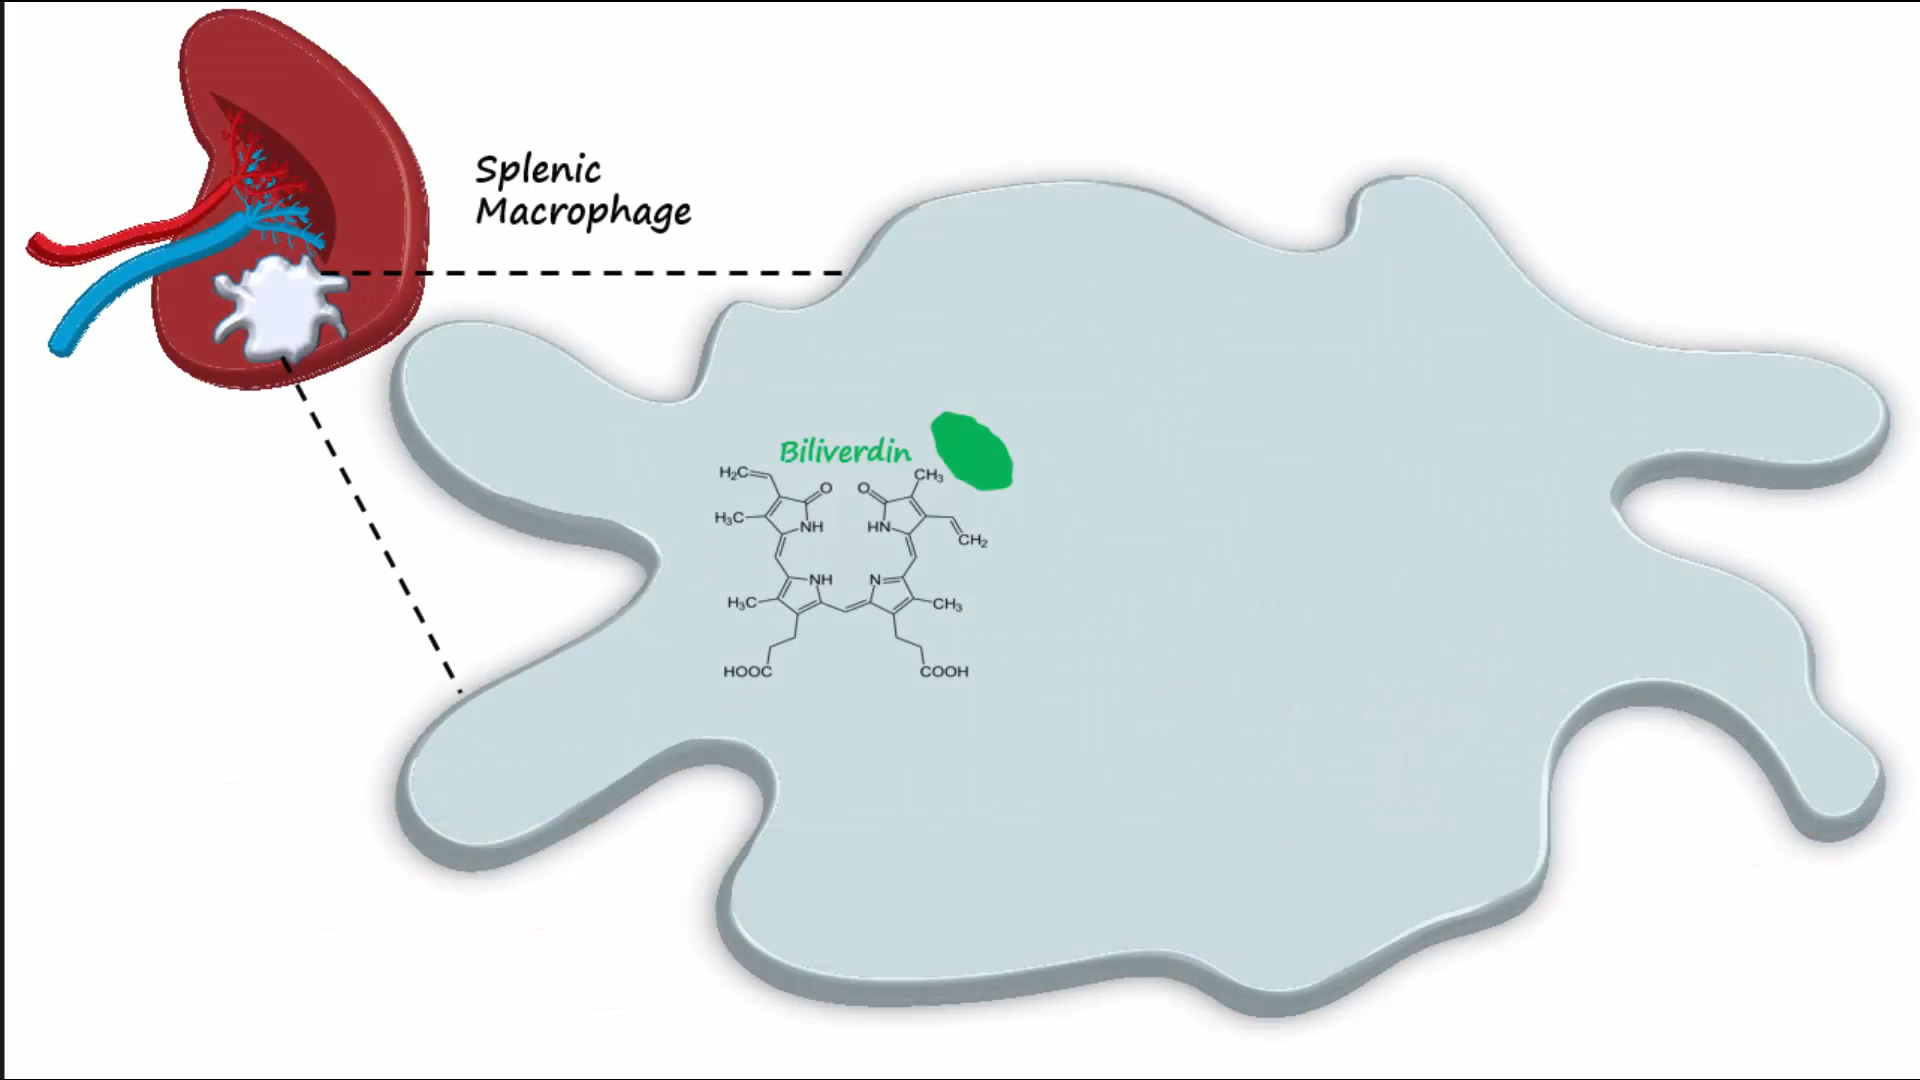 Splenic
Macrophage
Biliverdin
H₂C
O
O
CH₃
H₃C
NH
HN
CH₂
NH
N
H₃C
CH₃
HOOC
COOH